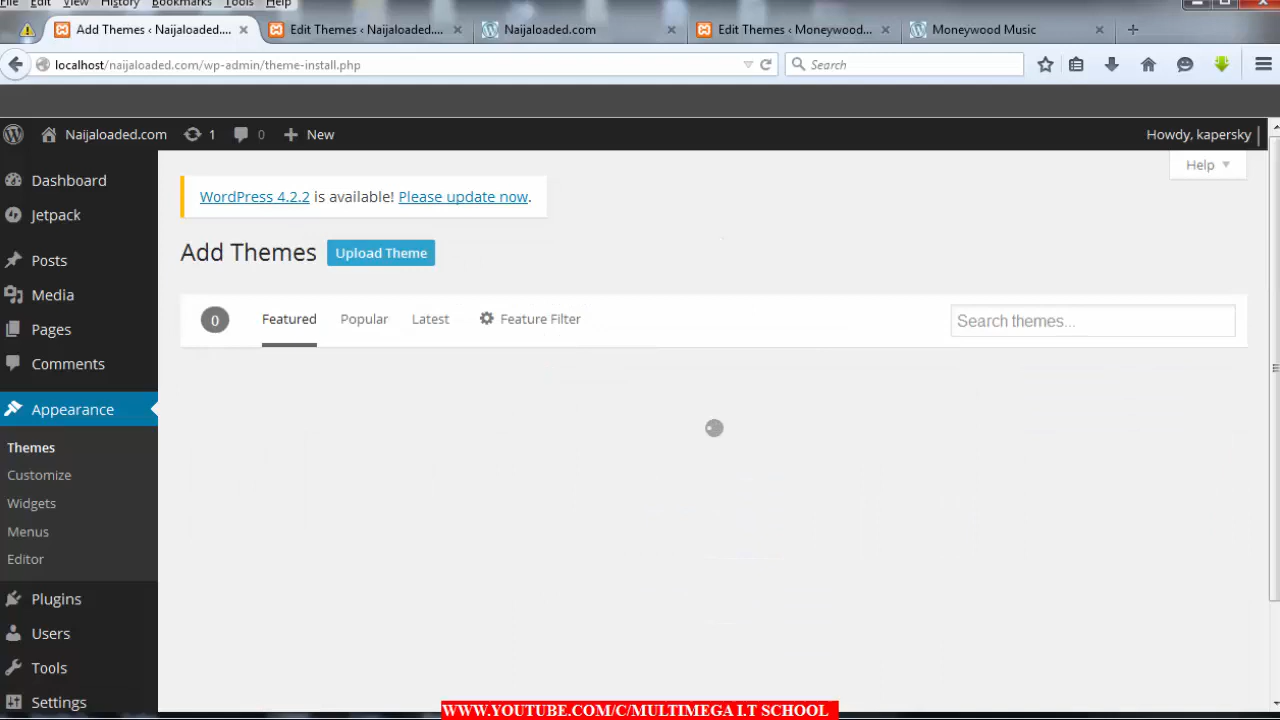 File Edit View History Bookmarks Tools Help
Add Themes ‹ Naijaloaded....
Edit Themes ‹ Naijaloaded....
Naijaloaded.com
Edit Themes ‹ Moneywood...
Moneywood Music
localhost/naijaloaded.com/wp-admin/theme-install.php
Search
Naijaloaded.com 1 0 New
Howdy, kapersky
Help
Dashboard
Jetpack
Posts
Media
Pages
Comments
Appearance
Themes
Customize
Widgets
Menus
Editor
Plugins
Users
Tools
Settings
WordPress 4.2.2 is available! Please update now.
Add Themes Upload Theme
0 Featured Popular Latest Feature Filter
Search themes...
WWW.YOUTUBE.COM/C/MULTIMEGA I.T SCHOOL